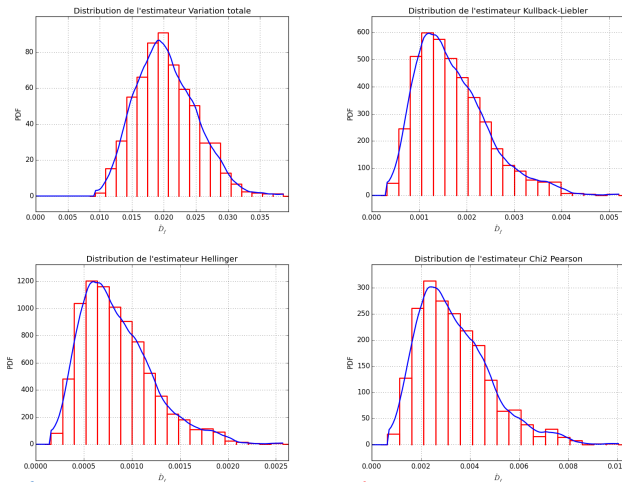 Distribution de l'estimateur Variation totale
PDF
80
60
40
20
0
0.000 0.005 0.010 0.015 0.020 0.025 0.030 0.035
D̂_f
Distribution de l'estimateur Kullback-Liebler
PDF
600
500
400
300
200
100
0
0.000 0.001 0.002 0.003 0.004 0.005
D̂_f
Distribution de l'estimateur Hellinger
PDF
1200
1000
800
600
400
200
0
0.0000 0.0005 0.0010 0.0015 0.0020 0.0025
D̂_f
Distribution de l'estimateur Chi2 Pearson
PDF
300
250
200
150
100
50
0
0.000 0.002 0.004 0.006 0.008 0.01
D̂_f